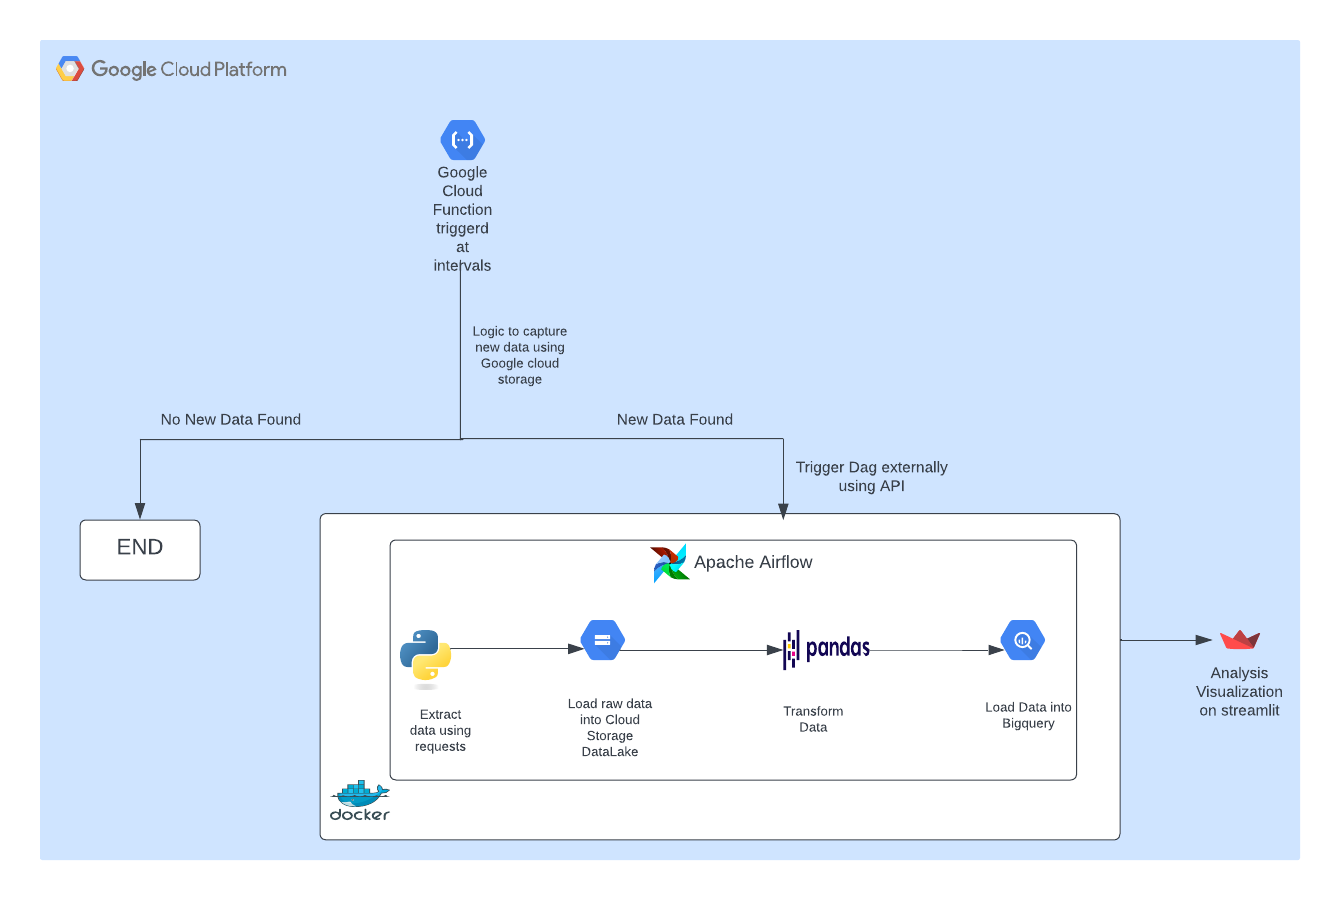 Google Cloud Platform
Google
Cloud
Function
triggerd
at
intervals
Logic to capture
new data using
Google cloud
storage
No New Data Found
New Data Found
Trigger Dag externally
using API
END
Apache Airflow
pandas
Extract
data using
requests
Load raw data
into Cloud
Storage
DataLake
Transform
Data
Load Data into
Bigquery
docker
Analysis
Visualization
on streamlit